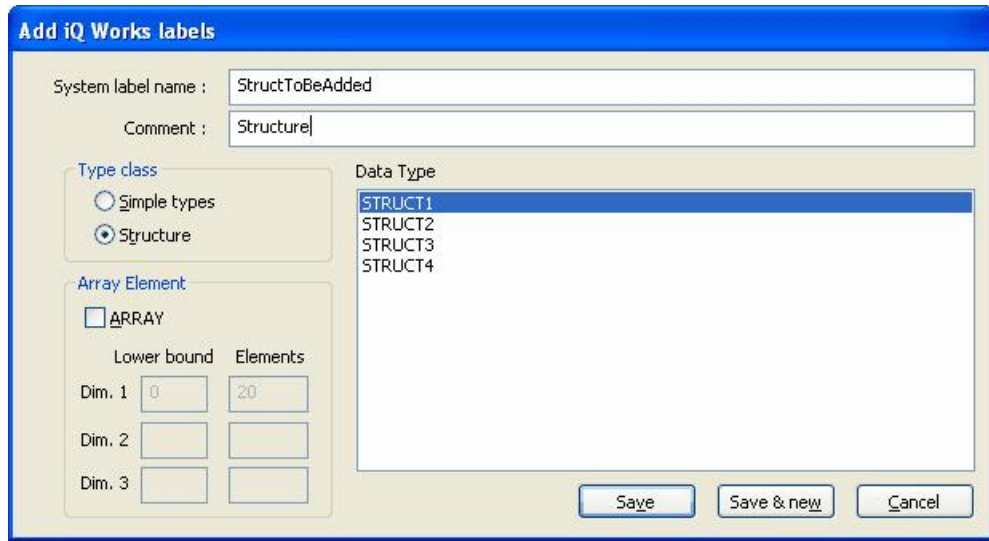 Add iQ Works labels
System label name : StructToBeAdded
Comment : Structure
Type class
Simple types
Structure
Data Type
STRUCT1
STRUCT2
STRUCT3
STRUCT4
Array Element
ARRAY
Lower bound Elements
Dim. 1 0 20
Dim. 2
Dim. 3
Save Save & new Cancel